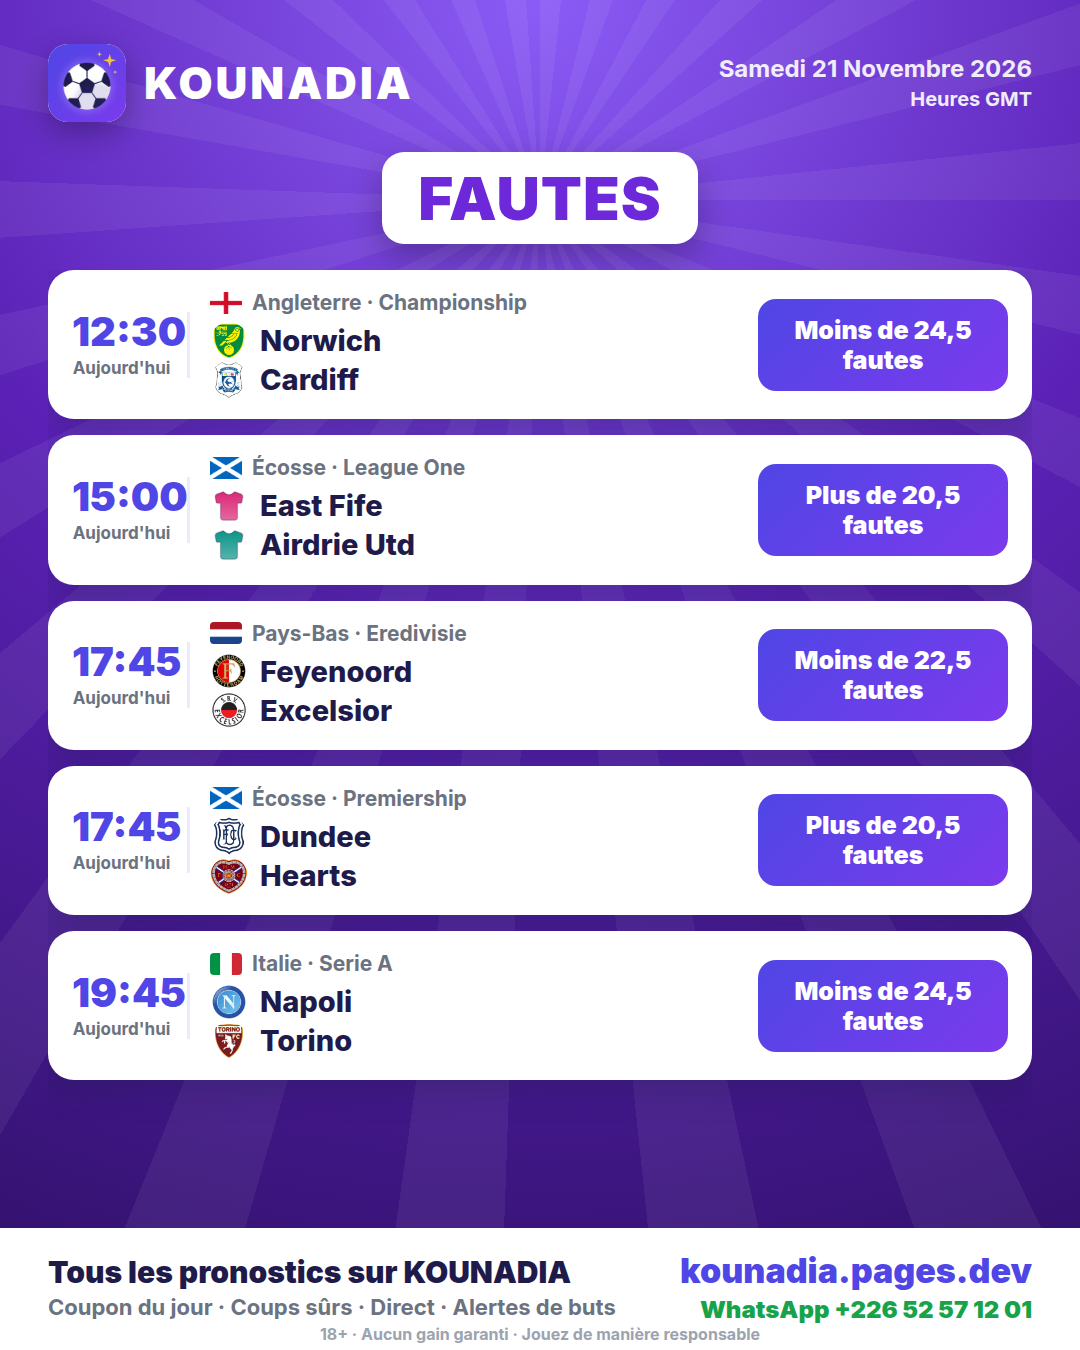 KOUNADIA
Samedi 21 Novembre 2026
Heures GMT
FAUTES
12:30
Aujourd'hui
Angleterre · Championship
Norwich
Cardiff
Moins de 24,5
fautes
15:00
Aujourd'hui
Écosse · League One
East Fife
Airdrie Utd
Plus de 20,5
fautes
17:45
Aujourd'hui
Pays-Bas · Eredivisie
Feyenoord
Excelsior
Moins de 22,5
fautes
17:45
Aujourd'hui
Écosse · Premiership
Dundee
Hearts
Plus de 20,5
fautes
19:45
Aujourd'hui
Italie · Serie A
Napoli
Torino
Moins de 24,5
fautes
Tous les pronostics sur KOUNADIA
Coupon du jour · Coups sûrs · Direct · Alertes de buts
kounadia.pages.dev
WhatsApp +226 52 57 12 01
18+ · Aucun gain garanti · Jouez de manière responsable